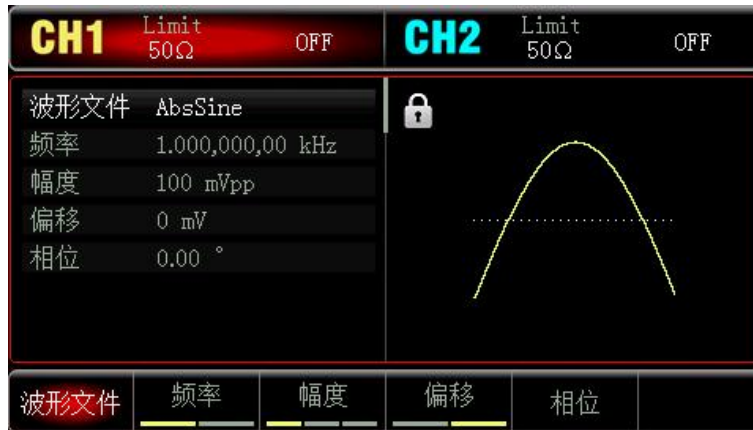 CH1 Limit 50Ω OFF CH2 Limit 50Ω OFF
波形文件 AbsSine
频率 1.000,000,00 kHz
幅度 100 mVpp
偏移 0 mV
相位 0.00 °
波形文件 频率 幅度 偏移 相位